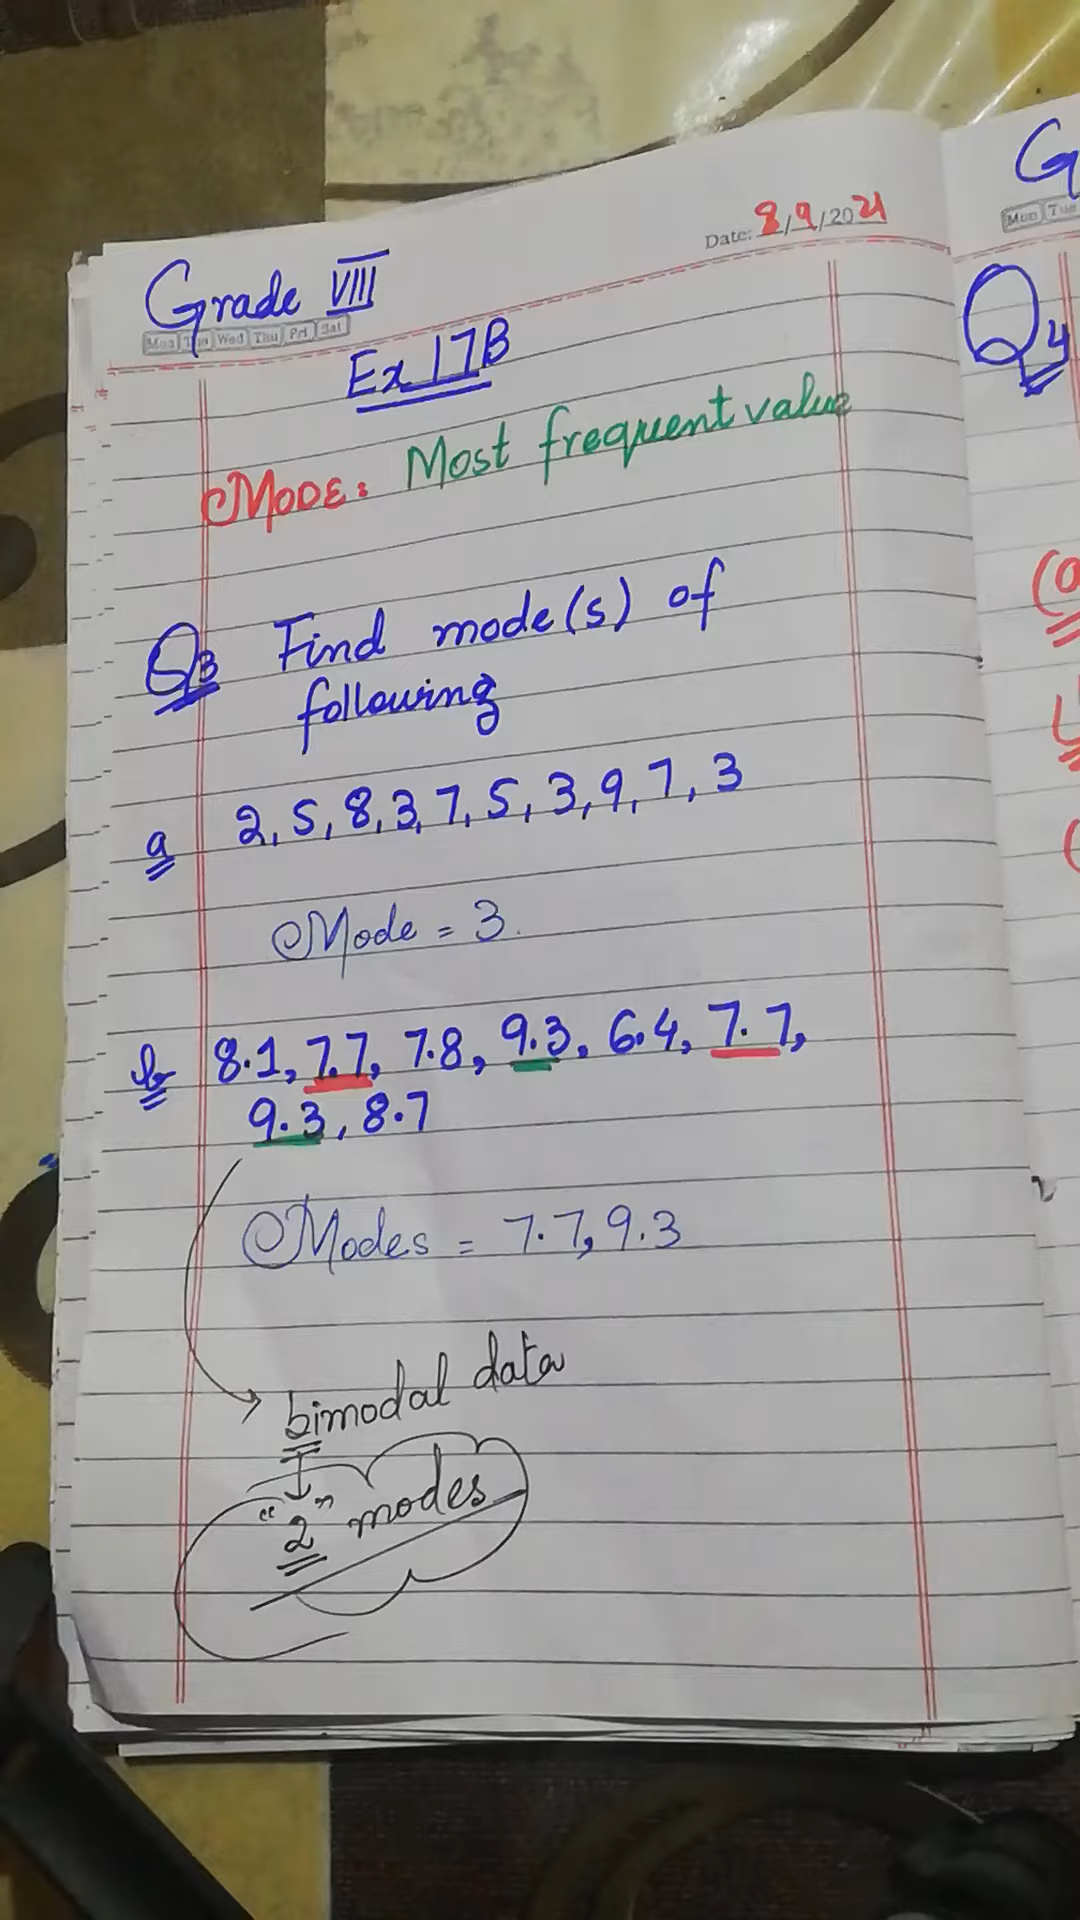 Date: 8/9/2021
Grade VIII
Mon Tue Wed Thu Fri Sat
Ex 17B
MODE: Most frequent value
Q3 Find mode(s) of
following
a 2, 5, 8, 3, 7, 5, 3, 9, 7, 3
Mode = 3.
b 8.1, 7.7, 7.8, 9.3, 6.4, 7.7,
9.3, 8.7
Modes = 7.7, 9.3
bimodal data
"2" modes
G
Mon Tue
Q4